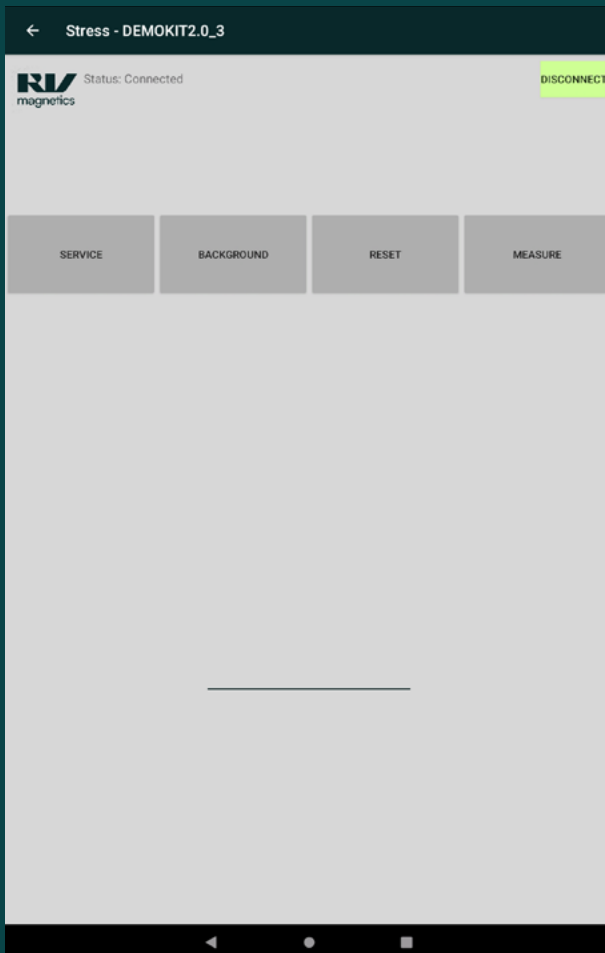 Stress - DEMOKIT2.0_3
RV
magnetics
Status: Connected
DISCONNECT
SERVICE
BACKGROUND
RESET
MEASURE